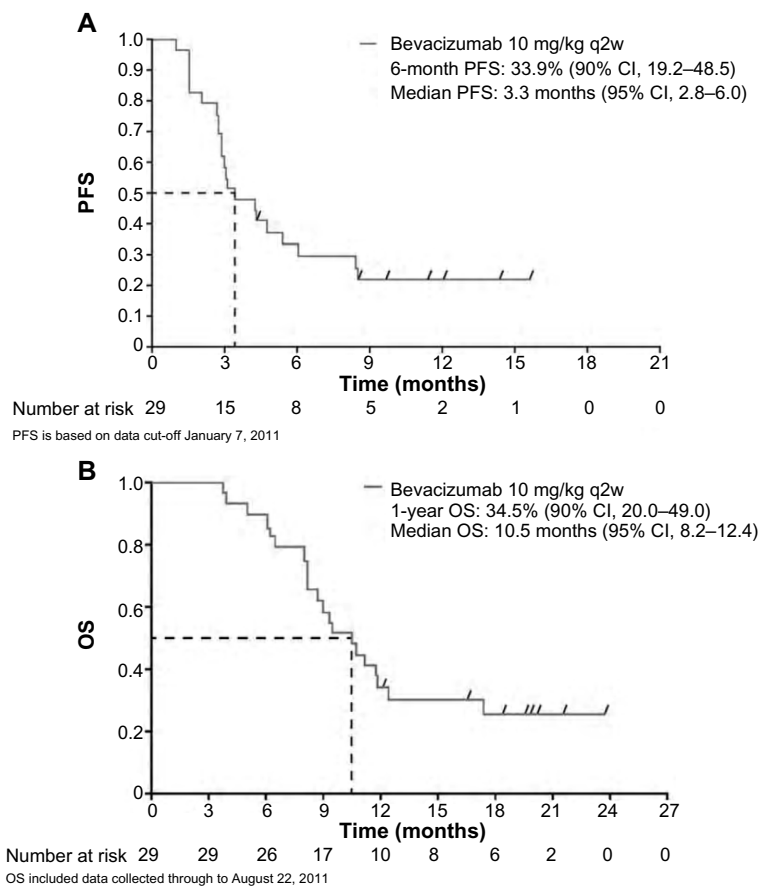 A
Bevacizumab 10 mg/kg q2w
6-month PFS: 33.9% (90% CI, 19.2–48.5)
Median PFS: 3.3 months (95% CI, 2.8–6.0)
PFS
1.0
0.9
0.8
0.7
0.6
0.5
0.4
0.3
0.2
0.1
0
0 3 6 9 12 15 18 21
Time (months)
Number at risk 29 15 8 5 2 1 0 0
PFS is based on data cut-off January 7, 2011
B
Bevacizumab 10 mg/kg q2w
1-year OS: 34.5% (90% CI, 20.0–49.0)
Median OS: 10.5 months (95% CI, 8.2–12.4)
OS
1.0
0.8
0.6
0.4
0.2
0
0 3 6 9 12 15 18 21 24 27
Time (months)
Number at risk 29 29 26 17 10 8 6 2 0 0
OS included data collected through to August 22, 2011